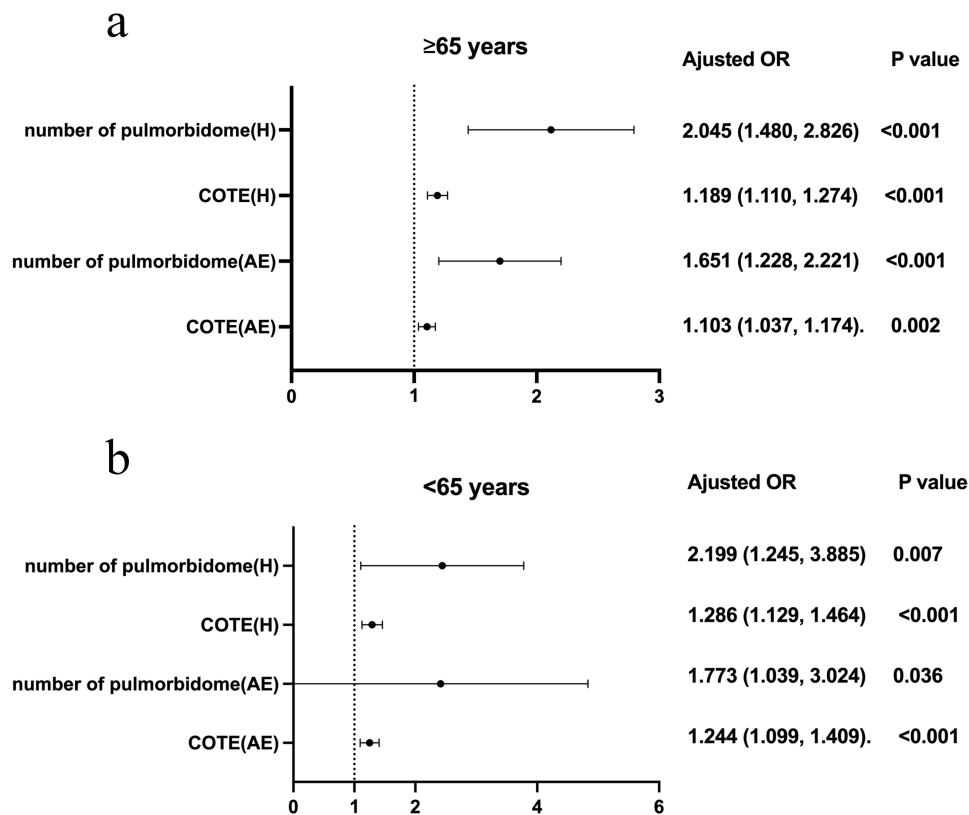 a
≥65 years
Ajusted OR P value
number of pulmorbidome(H) 2.045 (1.480, 2.826) <0.001
COTE(H) 1.189 (1.110, 1.274) <0.001
number of pulmorbidome(AE) 1.651 (1.228, 2.221) <0.001
COTE(AE) 1.103 (1.037, 1.174). 0.002
0 1 2 3
b
<65 years
Ajusted OR P value
number of pulmorbidome(H) 2.199 (1.245, 3.885) 0.007
COTE(H) 1.286 (1.129, 1.464) <0.001
number of pulmorbidome(AE) 1.773 (1.039, 3.024) 0.036
COTE(AE) 1.244 (1.099, 1.409). <0.001
0 1 2 4 6